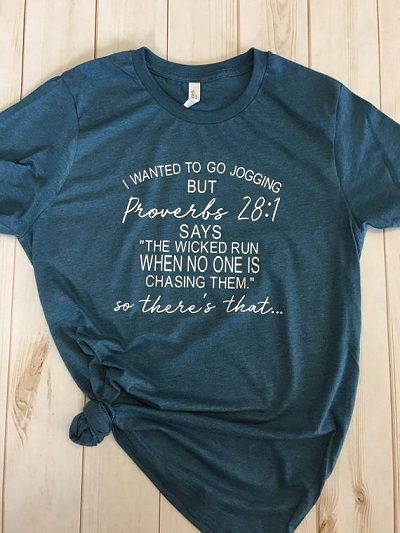 I WANTED TO GO JOGGING
BUT
Proverbs 28:1
SAYS
"THE WICKED RUN
WHEN NO ONE IS
CHASING THEM."
so there's that...